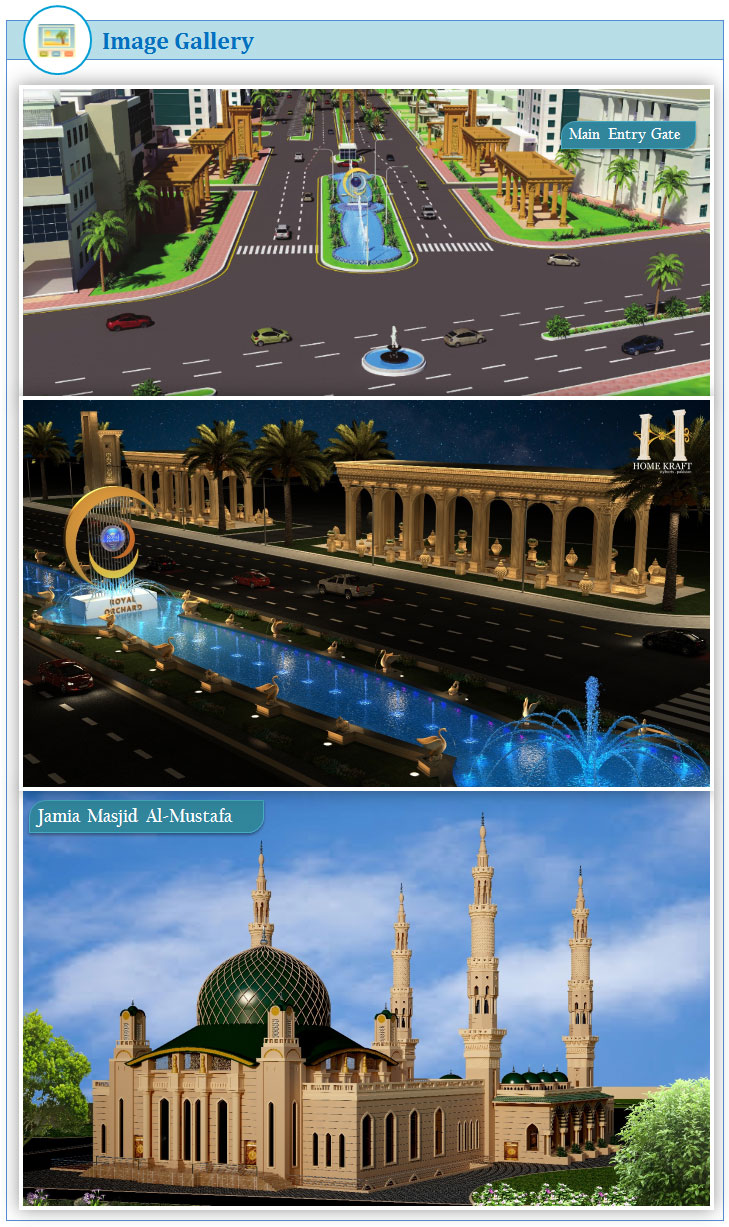 Image Gallery
Main Entry Gate
HOME KRAFT
ROYAL
ORCHARD
Jamia Masjid Al-Mustafa